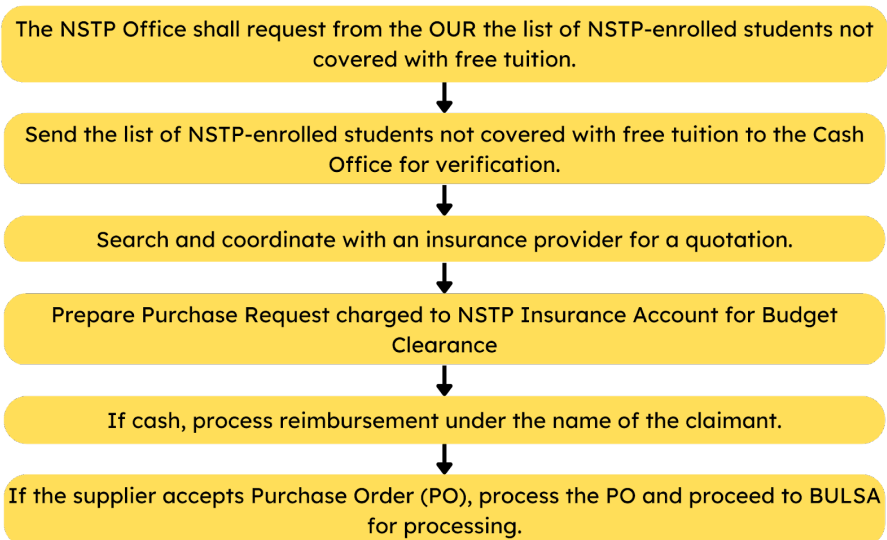 The NSTP Office shall request from the OUR the list of NSTP-enrolled students not
covered with free tuition.
Send the list of NSTP-enrolled students not covered with free tuition to the Cash
Office for verification.
Search and coordinate with an insurance provider for a quotation.
Prepare Purchase Request charged to NSTP Insurance Account for Budget
Clearance
If cash, process reimbursement under the name of the claimant.
If the supplier accepts Purchase Order (PO), process the PO and proceed to BULSA
for processing.